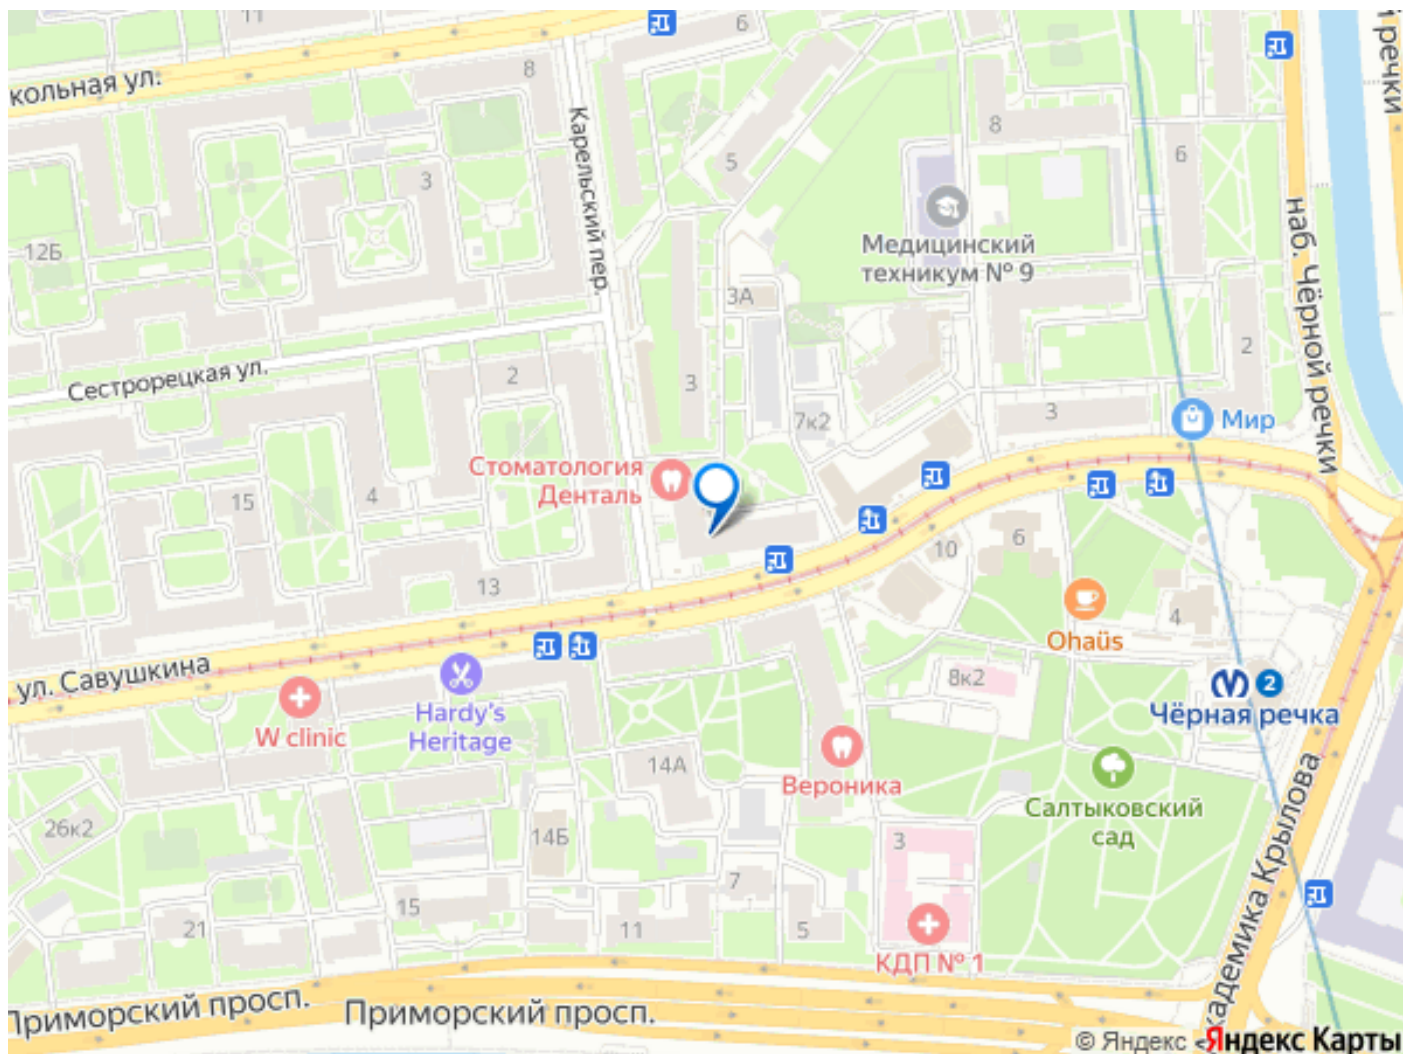 11
6
кольная ул.
8
Карельский пер.
й речки
8
6
5
3
12Б
Медицинский
техникум № 9
наб. Чёрной речки
3А
2
Сестрорецкая ул.
2
3
3
7к2
Мир
Стоматология
Денталь
15
4
10
6
13
Ohaüs
4
ул. Савушкина
8к2
2
Чёрная речка
Hardy's
Heritage
W clinic
14А
Вероника
Салтыковский
сад
26к2
14Б
3
7
15
21
11
5
КДП № 1
кадемика Крылова
Приморский просп.
Приморский просп.
© Яндекс
Яндекс Карты